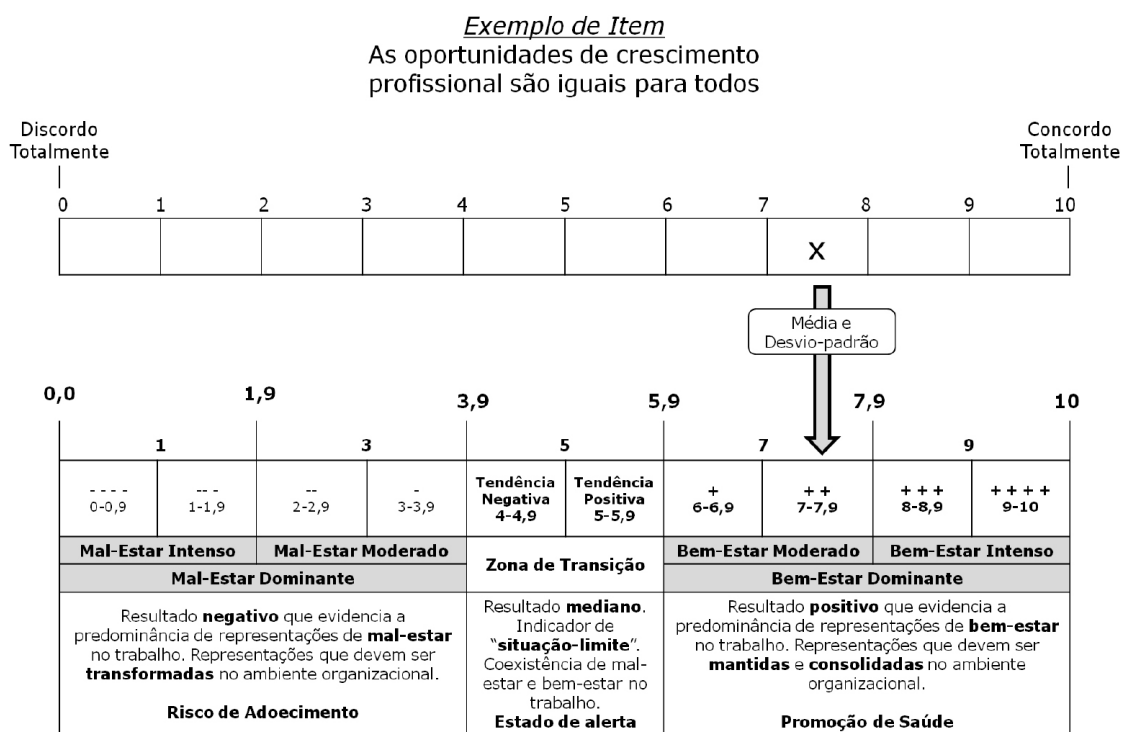 Exemplo de Item
As oportunidades de crescimento
profissional são iguais para todos
Discordo
Totalmente
Concordo
Totalmente
0 1 2 3 4 5 6 7 8 9 10
X
Média e
Desvio-padrão
0,0 1,9 3,9 5,9 7,9 10
1 3 5 7 9
- - - -
0-0,9
-- -
1-1,9
--
2-2,9
-
3-3,9
Tendência
Negativa
4-4,9
Tendência
Positiva
5-5,9
+
6-6,9
+ +
7-7,9
+ + +
8-8,9
+ + + +
9-10
Mal-Estar Intenso
Mal-Estar Moderado
Mal-Estar Dominante
Zona de Transição
Bem-Estar Moderado
Bem-Estar Intenso
Bem-Estar Dominante
Resultado negativo que evidencia a
predominância de representações de mal-estar
no trabalho. Representações que devem ser
transformadas no ambiente organizacional.
Risco de Adoecimento
Resultado mediano.
Indicador de
“situação-limite”.
Coexistência de mal-
estar e bem-estar no
trabalho.
Estado de alerta
Resultado positivo que evidencia a
predominância de representações de bem-estar
no trabalho. Representações que devem ser
mantidas e consolidadas no ambiente
organizacional.
Promoção de Saúde